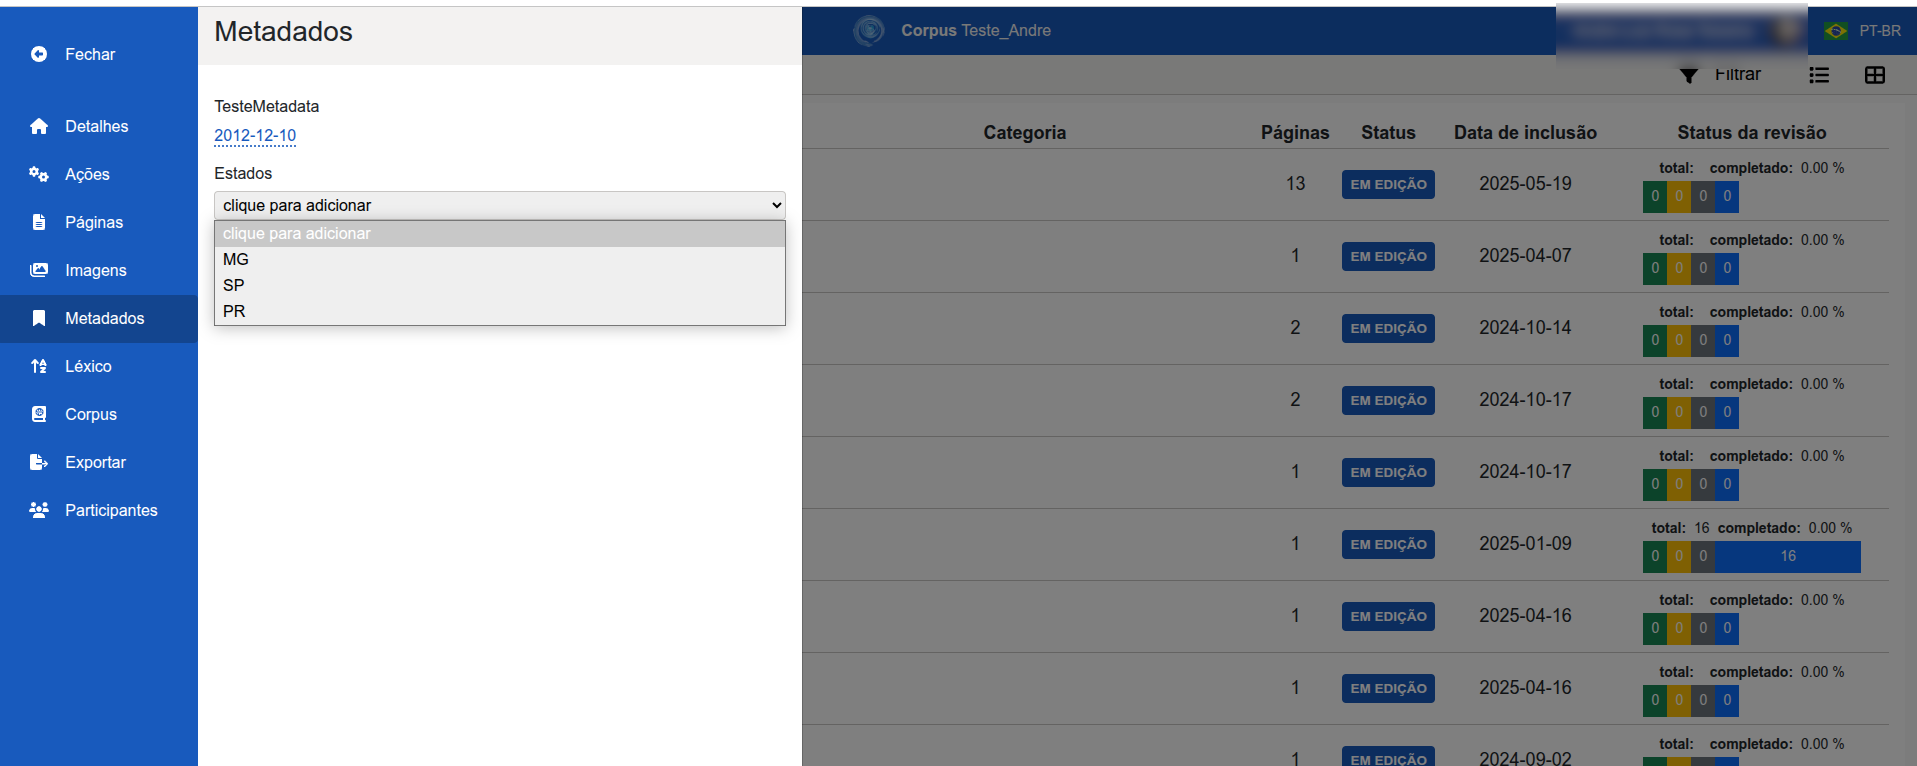 Metadados
Corpus Teste_Andre
PT-BR
Fechar
Filtrar
Detalhes
Ações
Páginas
Imagens
Metadados
Léxico
Corpus
Exportar
Participantes
TesteMetadata
2012-12-10
Estados
clique para adicionar
clique para adicionar
MG
SP
PR
Categoria Páginas Status Data de inclusão Status da revisão
total: completado: 0.00 %
13 EM EDIÇÃO 2025-05-19 0 0 0 0
total: completado: 0.00 %
1 EM EDIÇÃO 2025-04-07 0 0 0 0
total: completado: 0.00 %
2 EM EDIÇÃO 2024-10-14 0 0 0 0
total: completado: 0.00 %
2 EM EDIÇÃO 2024-10-17 0 0 0 0
total: completado: 0.00 %
1 EM EDIÇÃO 2024-10-17 0 0 0 0
total: 16 completado: 0.00 %
1 EM EDIÇÃO 2025-01-09 0 0 0 16
total: completado: 0.00 %
1 EM EDIÇÃO 2025-04-16 0 0 0 0
total: completado: 0.00 %
1 EM EDIÇÃO 2025-04-16 0 0 0 0
total: completado: 0.00 %
1 EM EDIÇÃO 2024-09-02